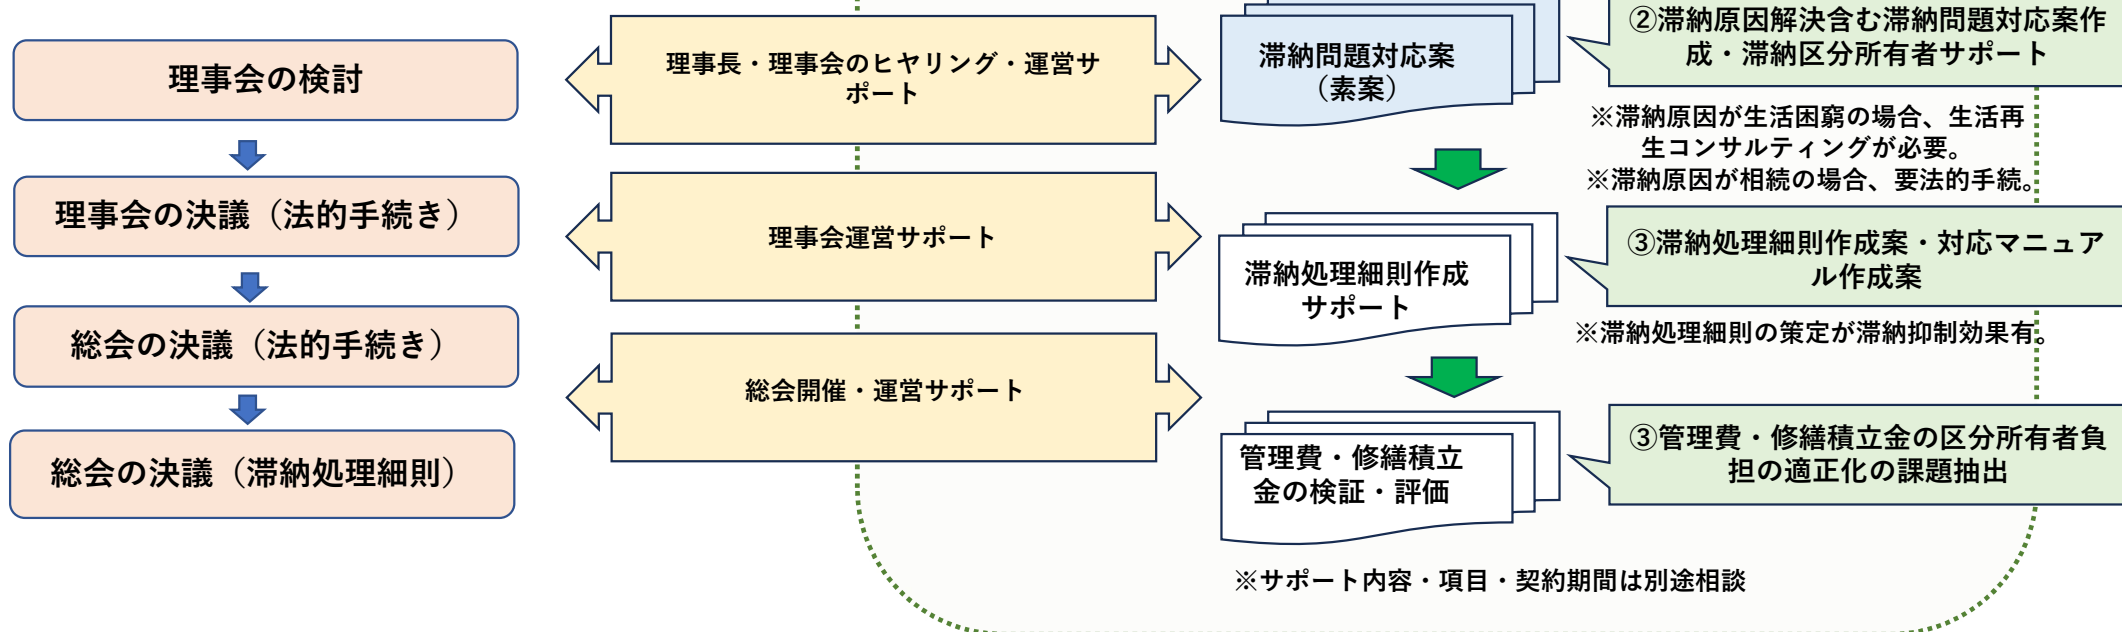 理事会の検討
理事会の決議（法的手続き）
総会の決議（法的手続き）
総会の決議（滞納処理細則）
理事長・理事会のヒヤリング・運営サ
ポート
理事会運営サポート
総会開催・運営サポート
滞納問題対応案
（素案）
滞納処理細則作成
サポート
管理費・修繕積立
金の検証・評価
②滞納原因解決含む滞納問題対応案作
成・滞納区分所有者サポート
※滞納原因が生活困窮の場合、生活再
生コンサルティングが必要。
※滞納原因が相続の場合、要法的手続。
③滞納処理細則作成案・対応マニュア
ル作成案
※滞納処理細則の策定が滞納抑制効果有。
③管理費・修繕積立金の区分所有者負
担の適正化の課題抽出
※サポート内容・項目・契約期間は別途相談